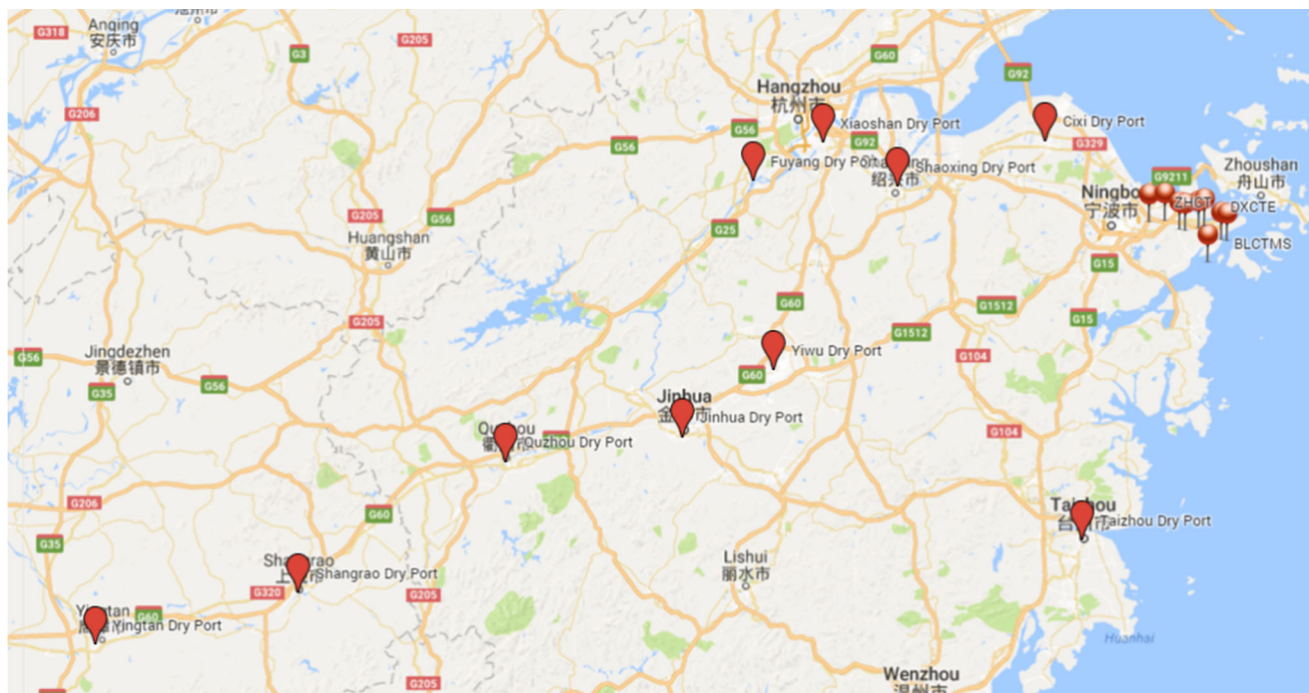 Anqing
安庆市
G318
G3
G205
G60
G92
Hangzhou
杭州市
G206
Xiaoshan Dry Port
Cixi Dry Port
G56
G56
G92
G329
Fuyang Dry Port
Shaoxing Dry Port
Zhoushan
舟山市
G9211
Ningbo
宁波市
ZHCT
DXCTE
BLCTMS
G205
G56
G25
Huangshan
黄山市
G15
G60
G1512
G15
G205
G1512
Jingdezhen
景德镇市
G56
Yiwu Dry Port
G104
G60
G56
G35
Jinhua
Jinhua Dry Port
Quzhou Dry Port
G104
G206
G60
Taizhou
Taizhou Dry Port
G35
Lishui
丽水市
Shangrao Dry Port
G320
G205
G60
Yingtan Dry Port
Huanhai
Wenzhou
温州市
G35
G205